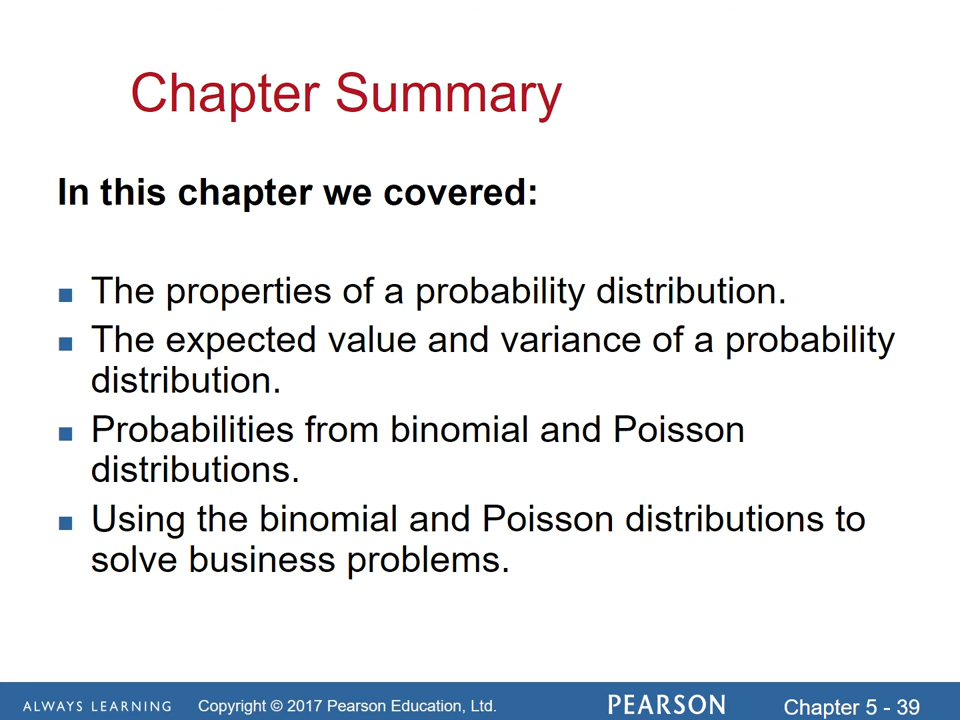 Chapter Summary
In this chapter we covered:
■ The properties of a probability distribution.
■ The expected value and variance of a probability
distribution.
■ Probabilities from binomial and Poisson
distributions.
■ Using the binomial and Poisson distributions to
solve business problems.
ALWAYS LEARNING Copyright © 2017 Pearson Education, Ltd. PEARSON Chapter 5 - 39